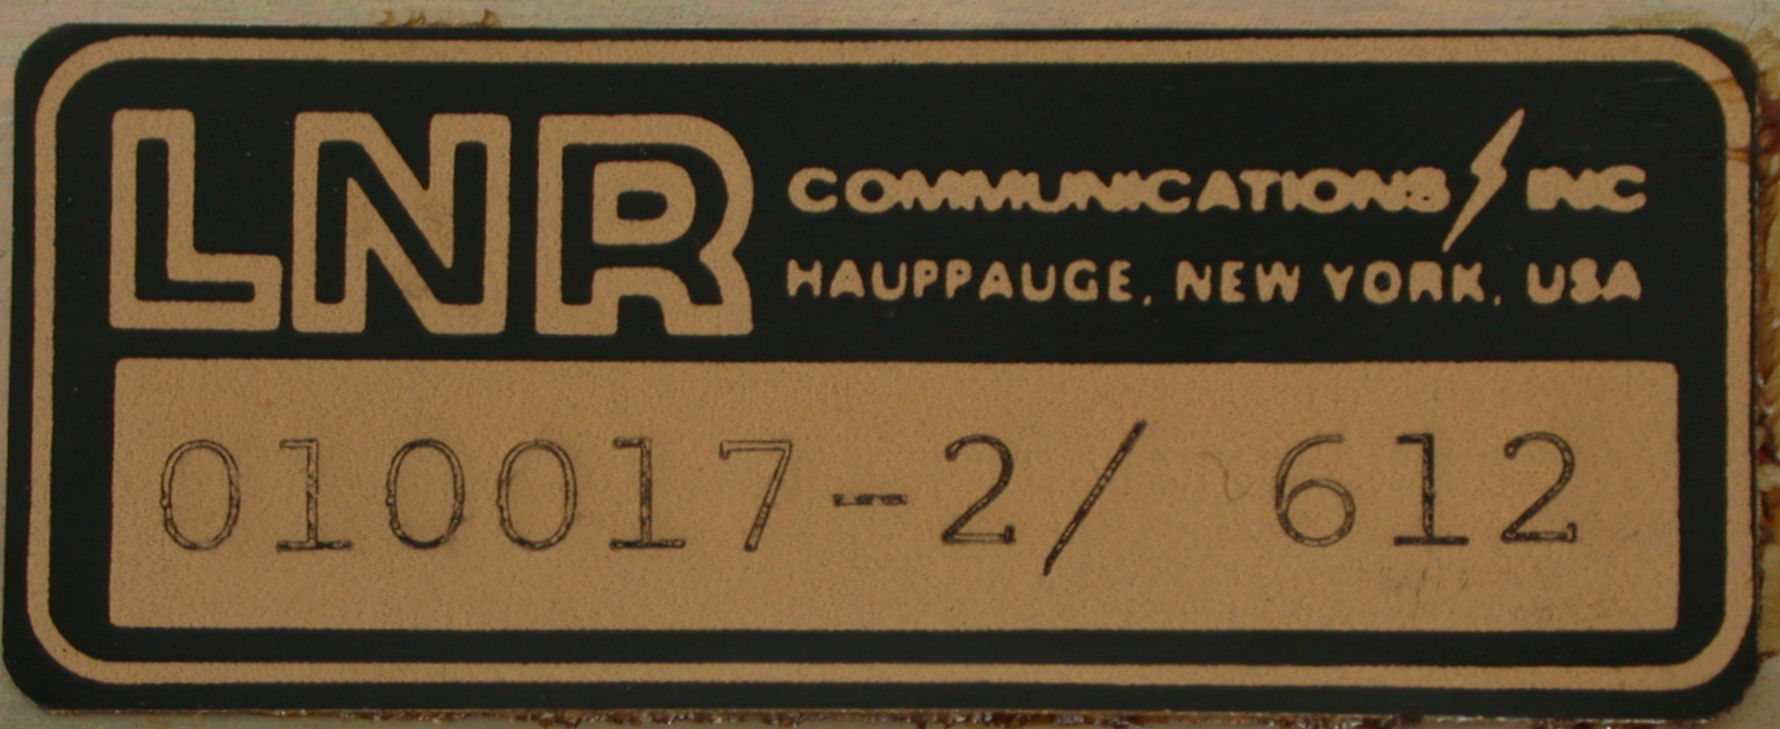 LNR
COMMUNICATIONS INC
HAUPPAUGE, NEW YORK, USA
010017-2/ 612